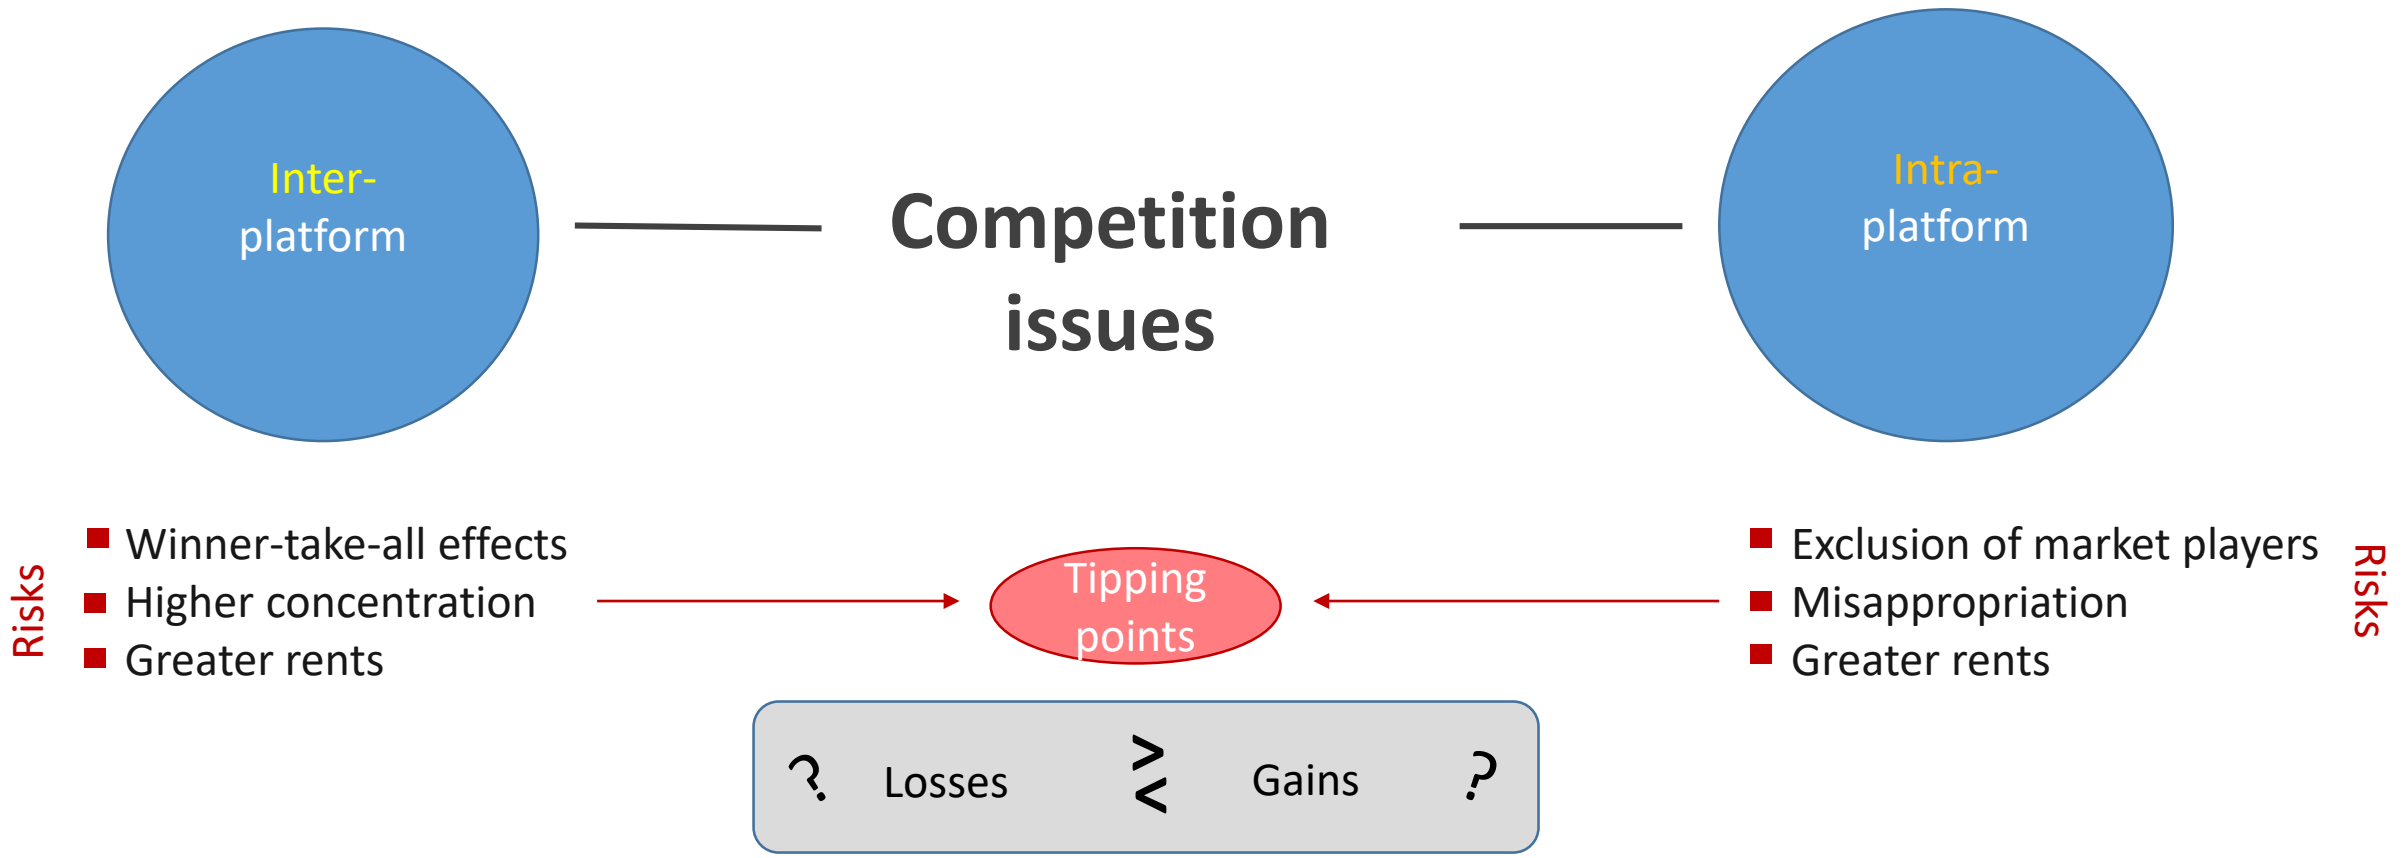 Inter-
platform
Competition
issues
Intra-
platform
Risks
Winner-take-all effects
Higher concentration
Greater rents
Tipping
points
Exclusion of market players
Misappropriation
Greater rents
Risks
? Losses > Gains ?
<